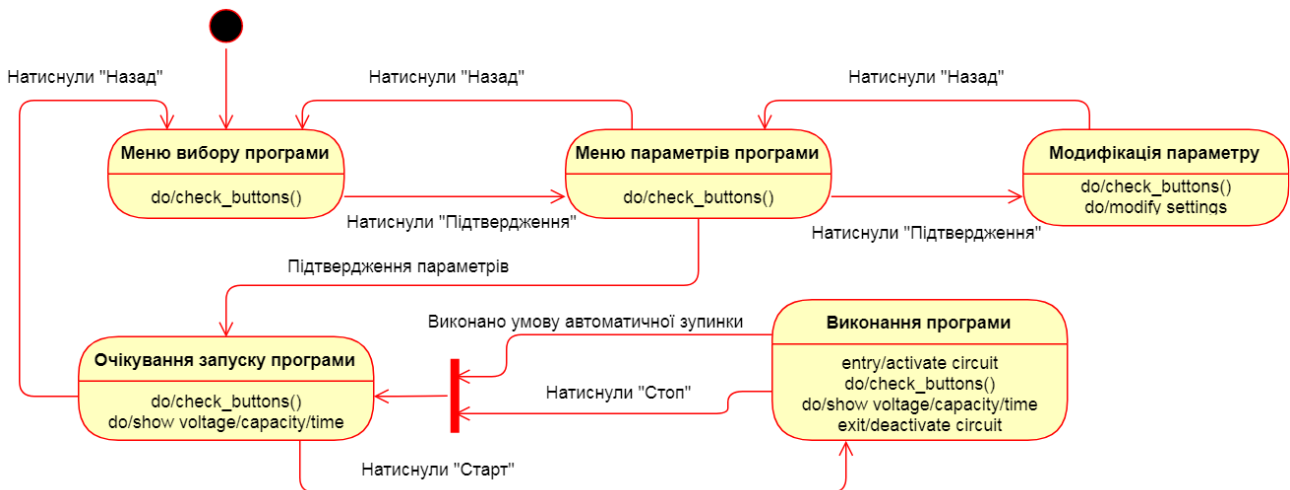 Натиснули "Назад"
Натиснули "Назад"
Натиснули "Назад"
Меню вибору програми
do/check_buttons()
Меню параметрів програми
do/check_buttons()
Модифікація параметру
do/check_buttons()
do/modify settings
Натиснули "Підтвердження"
Натиснули "Підтвердження"
Підтвердження параметрів
Виконано умову автоматичної зупинки
Виконання програми
entry/activate circuit
do/check_buttons()
do/show voltage/capacity/time
exit/deactivate circuit
Очікування запуску програми
do/check_buttons()
do/show voltage/capacity/time
Натиснули "Стоп"
Натиснули "Старт"